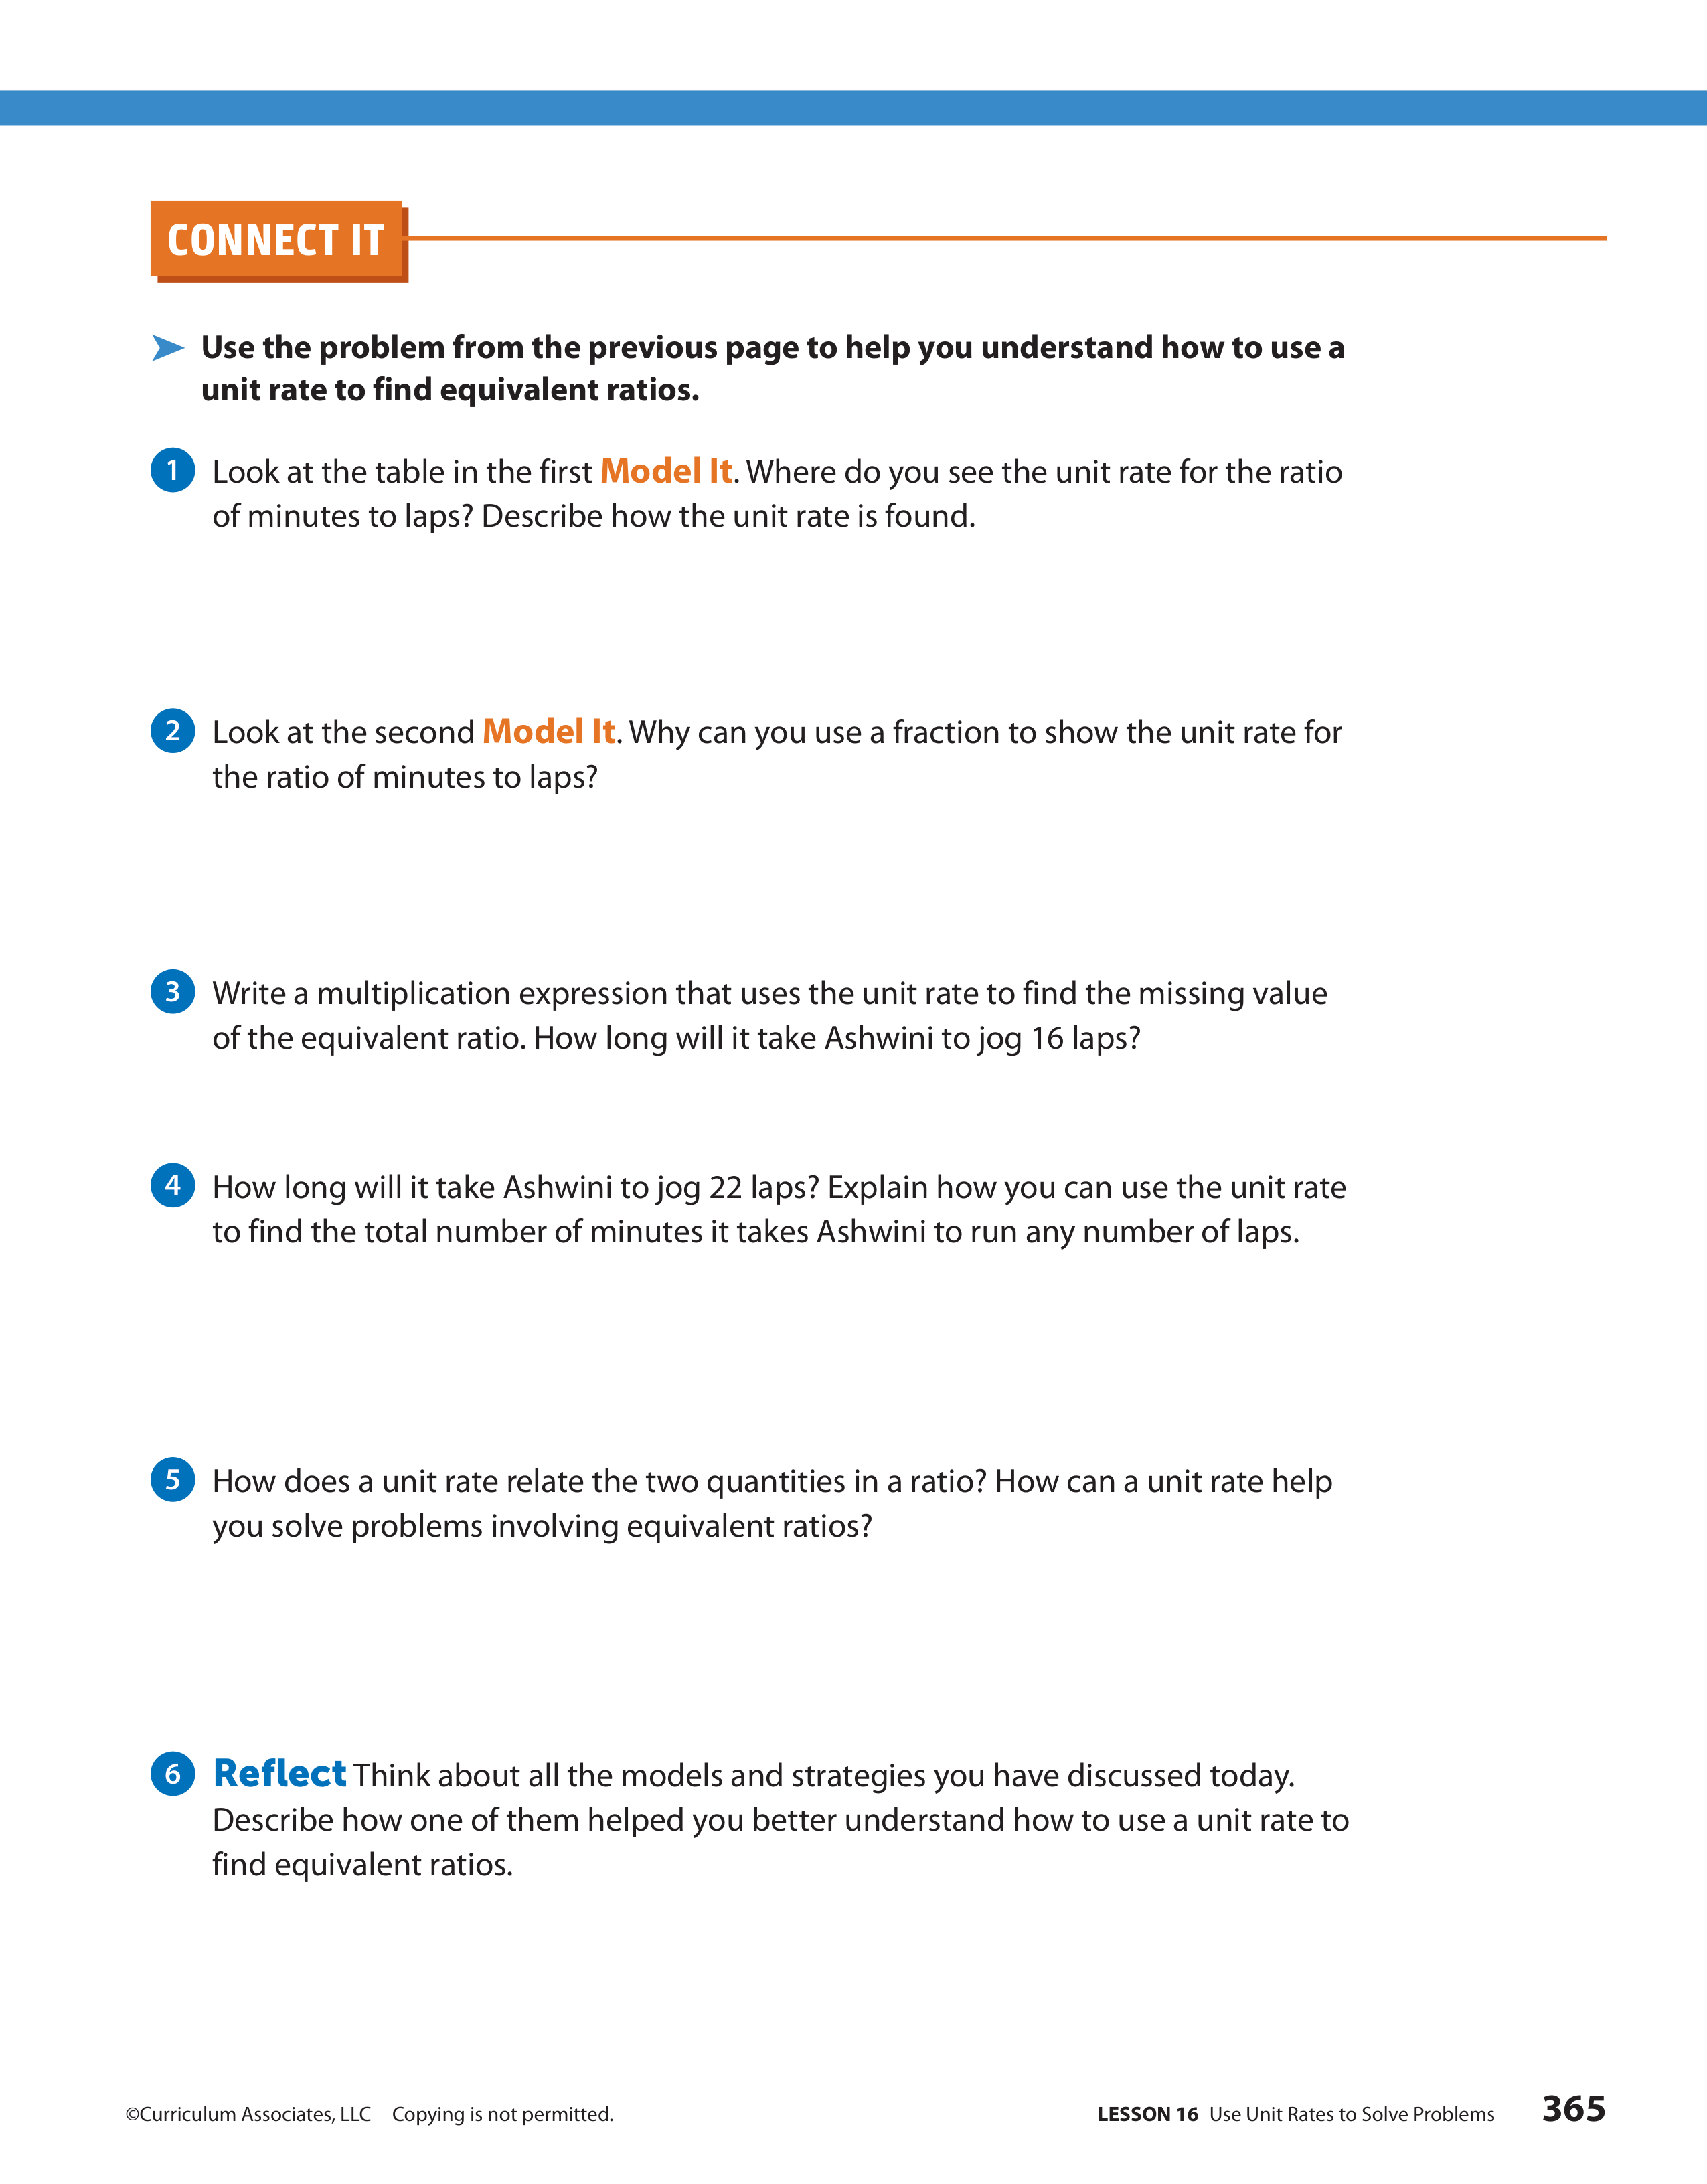 CONNECT IT
Use the problem from the previous page to help you understand how to use a
unit rate to find equivalent ratios.
1 Look at the table in the first Model It. Where do you see the unit rate for the ratio
of minutes to laps? Describe how the unit rate is found.
2 Look at the second Model It. Why can you use a fraction to show the unit rate for
the ratio of minutes to laps?
3 Write a multiplication expression that uses the unit rate to find the missing value
of the equivalent ratio. How long will it take Ashwini to jog 16 laps?
4 How long will it take Ashwini to jog 22 laps? Explain how you can use the unit rate
to find the total number of minutes it takes Ashwini to run any number of laps.
5 How does a unit rate relate the two quantities in a ratio? How can a unit rate help
you solve problems involving equivalent ratios?
6 Reflect Think about all the models and strategies you have discussed today.
Describe how one of them helped you better understand how to use a unit rate to
find equivalent ratios.
©Curriculum Associates, LLC Copying is not permitted. LESSON 16 Use Unit Rates to Solve Problems 365